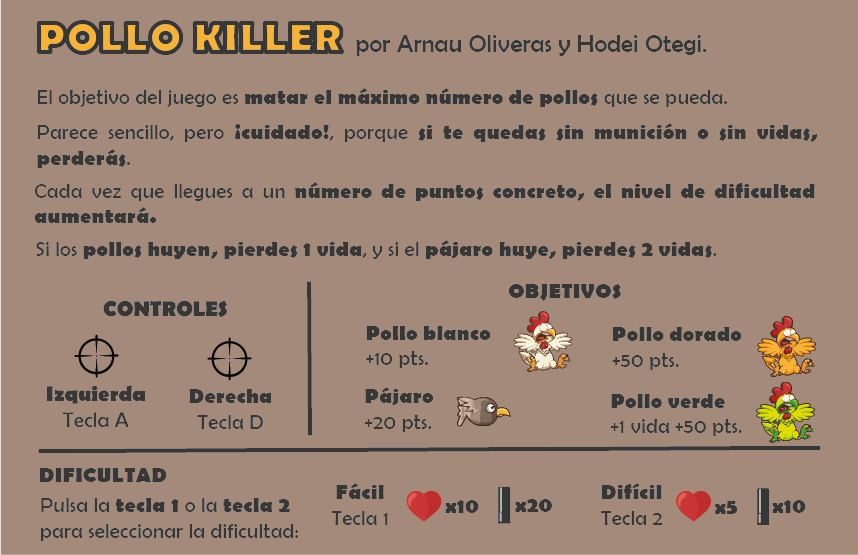 POLLO KILLER por Arnau Oliveras y Hodei Otegi.
El objetivo del juego es matar el máximo número de pollos que se pueda.
Parece sencillo, pero ¡cuidado!, porque si te quedas sin munición o sin vidas,
perderás.
Cada vez que llegues a un número de puntos concreto, el nivel de dificultad
aumentará.
Si los pollos huyen, pierdes 1 vida, y si el pájaro huye, pierdes 2 vidas.
CONTROLES
Izquierda
Tecla A
Derecha
Tecla D
OBJETIVOS
Pollo blanco
+10 pts.
Pollo dorado
+50 pts.
Pájaro
+20 pts.
Pollo verde
+1 vida +50 pts.
DIFICULTAD
Pulsa la tecla 1 o la tecla 2
para seleccionar la dificultad:
Fácil
Tecla 1
x10
x20
Difícil
Tecla 2
x5
x10